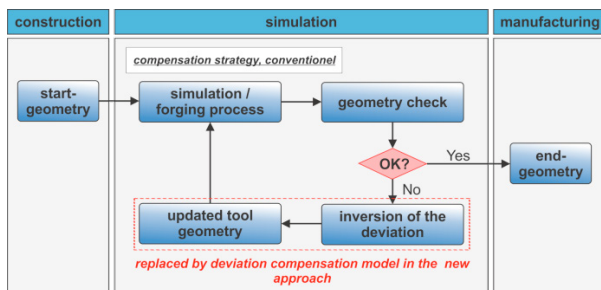 construction
simulation
manufacturing
compensation strategy, conventionel
start-
geometry
simulation /
forging process
geometry check
OK?
Yes
end-
geometry
No
updated tool
geometry
inversion of the
deviation
replaced by deviation compensation model in the new
approach